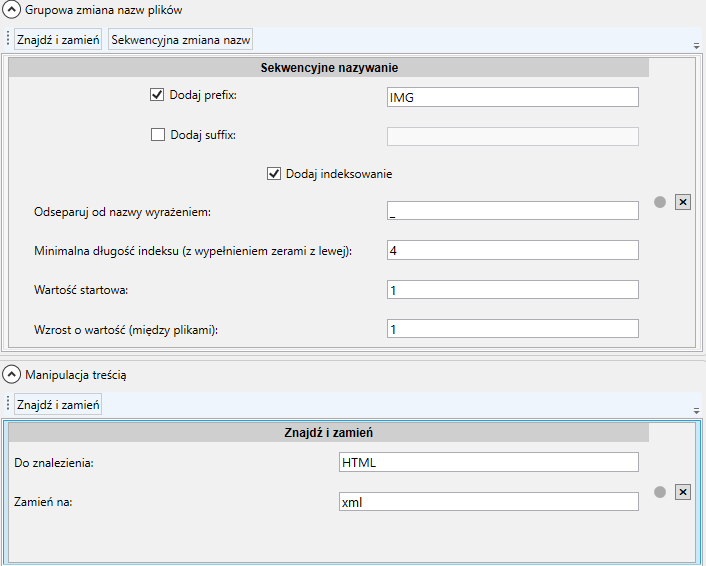 Grupowa zmiana nazw plików
Znajdź i zamień Sekwencyjna zmiana nazw
Sekwencyjne nazywanie
Dodaj prefix: IMG
Dodaj suffix:
Dodaj indeksowanie
Odseparuj od nazwy wyrażeniem: _
Minimalna długość indeksu (z wypełnieniem zerami z lewej): 4
Wartość startowa: 1
Wzrost o wartość (między plikami): 1
Manipulacja treścią
Znajdź i zamień
Znajdź i zamień
Do znalezienia: HTML
Zamień na: xml